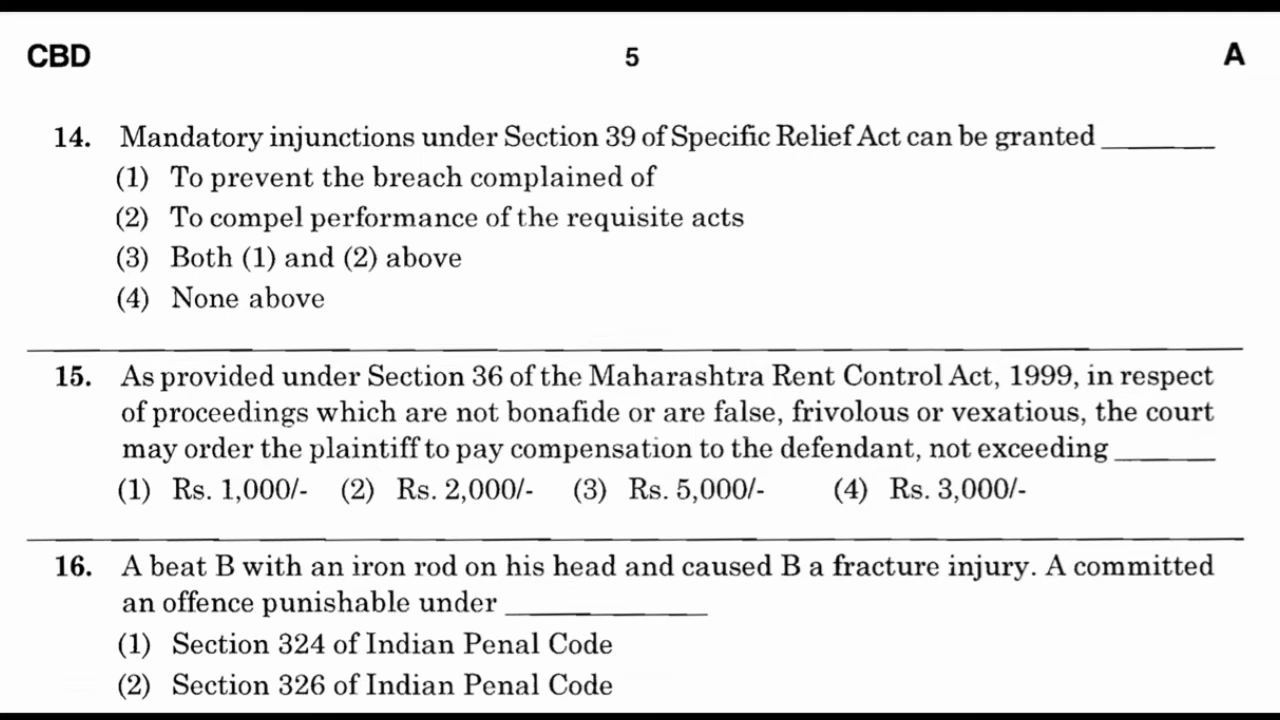 CBD 5 A
14. Mandatory injunctions under Section 39 of Specific Relief Act can be granted ________
(1) To prevent the breach complained of
(2) To compel performance of the requisite acts
(3) Both (1) and (2) above
(4) None above
15. As provided under Section 36 of the Maharashtra Rent Control Act, 1999, in respect
of proceedings which are not bonafide or are false, frivolous or vexatious, the court
may order the plaintiff to pay compensation to the defendant, not exceeding _______
(1) Rs. 1,000/- (2) Rs. 2,000/- (3) Rs. 5,000/- (4) Rs. 3,000/-
16. A beat B with an iron rod on his head and caused B a fracture injury. A committed
an offence punishable under ______________
(1) Section 324 of Indian Penal Code
(2) Section 326 of Indian Penal Code